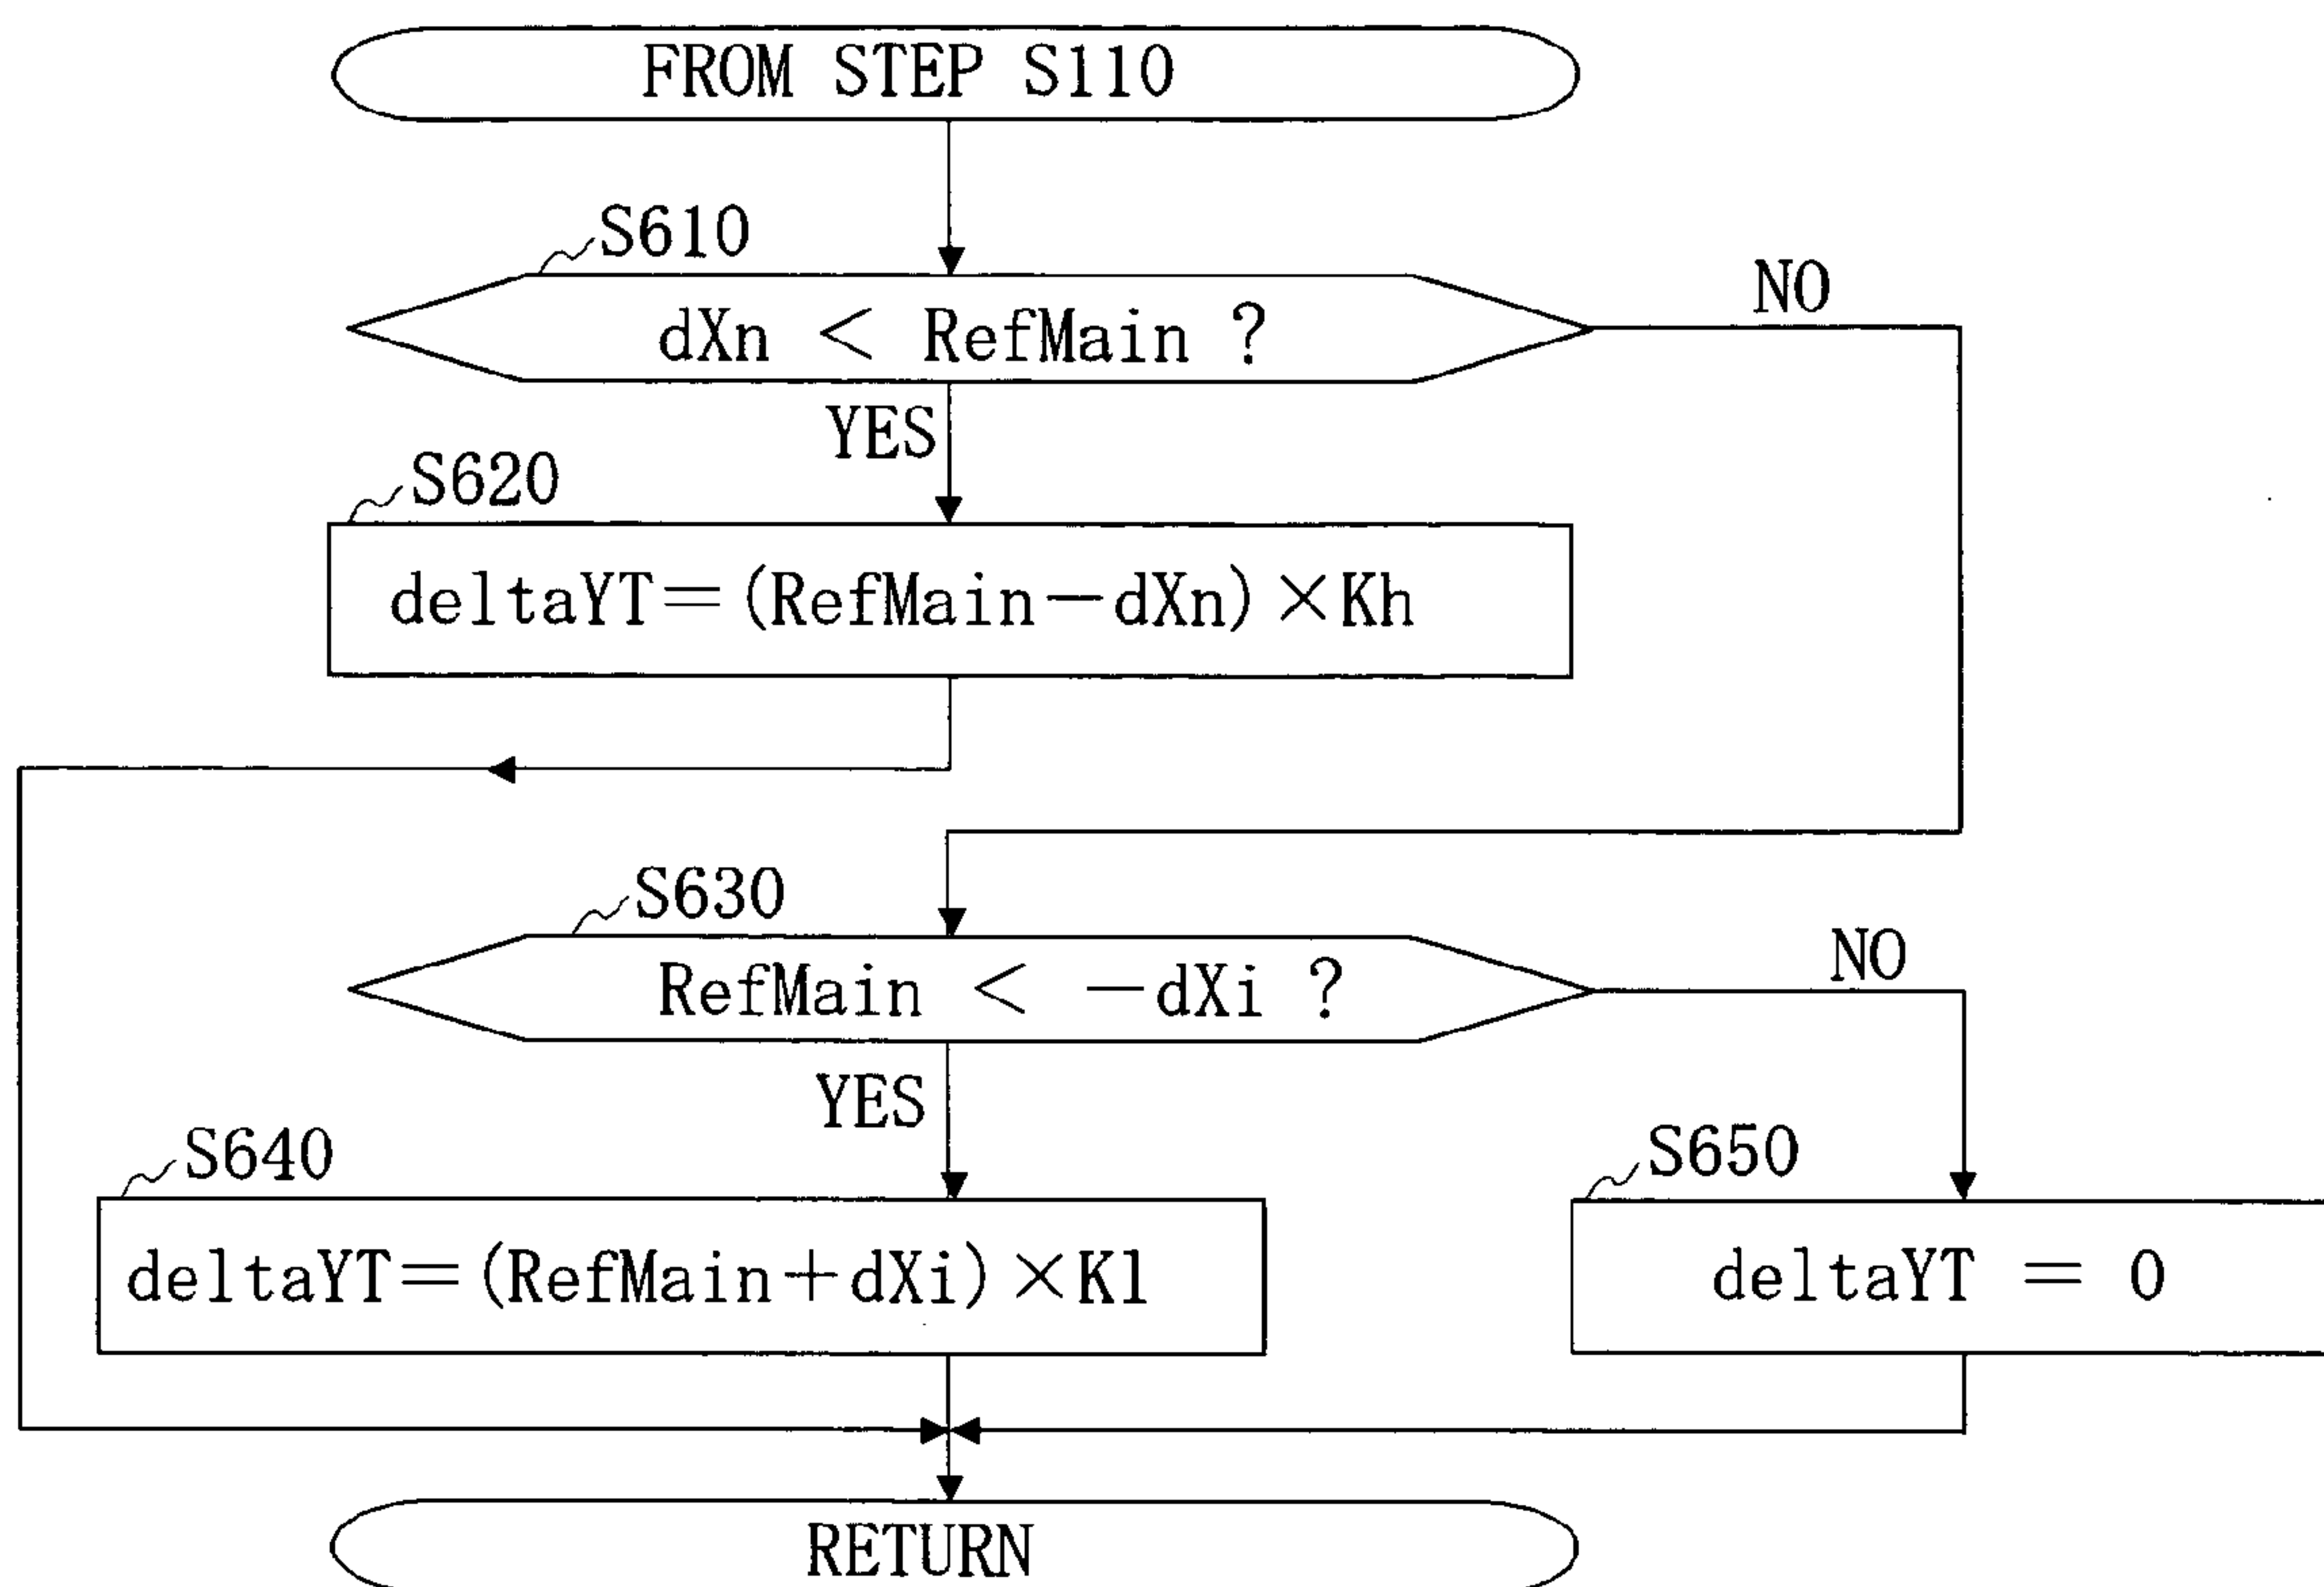 FROM STEP S110
S610
dXn < RefMain ?
NO
YES
S620
deltaYT=(RefMain−dXn)×Kh
S630
RefMain < −dXi ?
NO
YES
S640
deltaYT=(RefMain+dXi)×Kl
S650
deltaYT = 0
RETURN